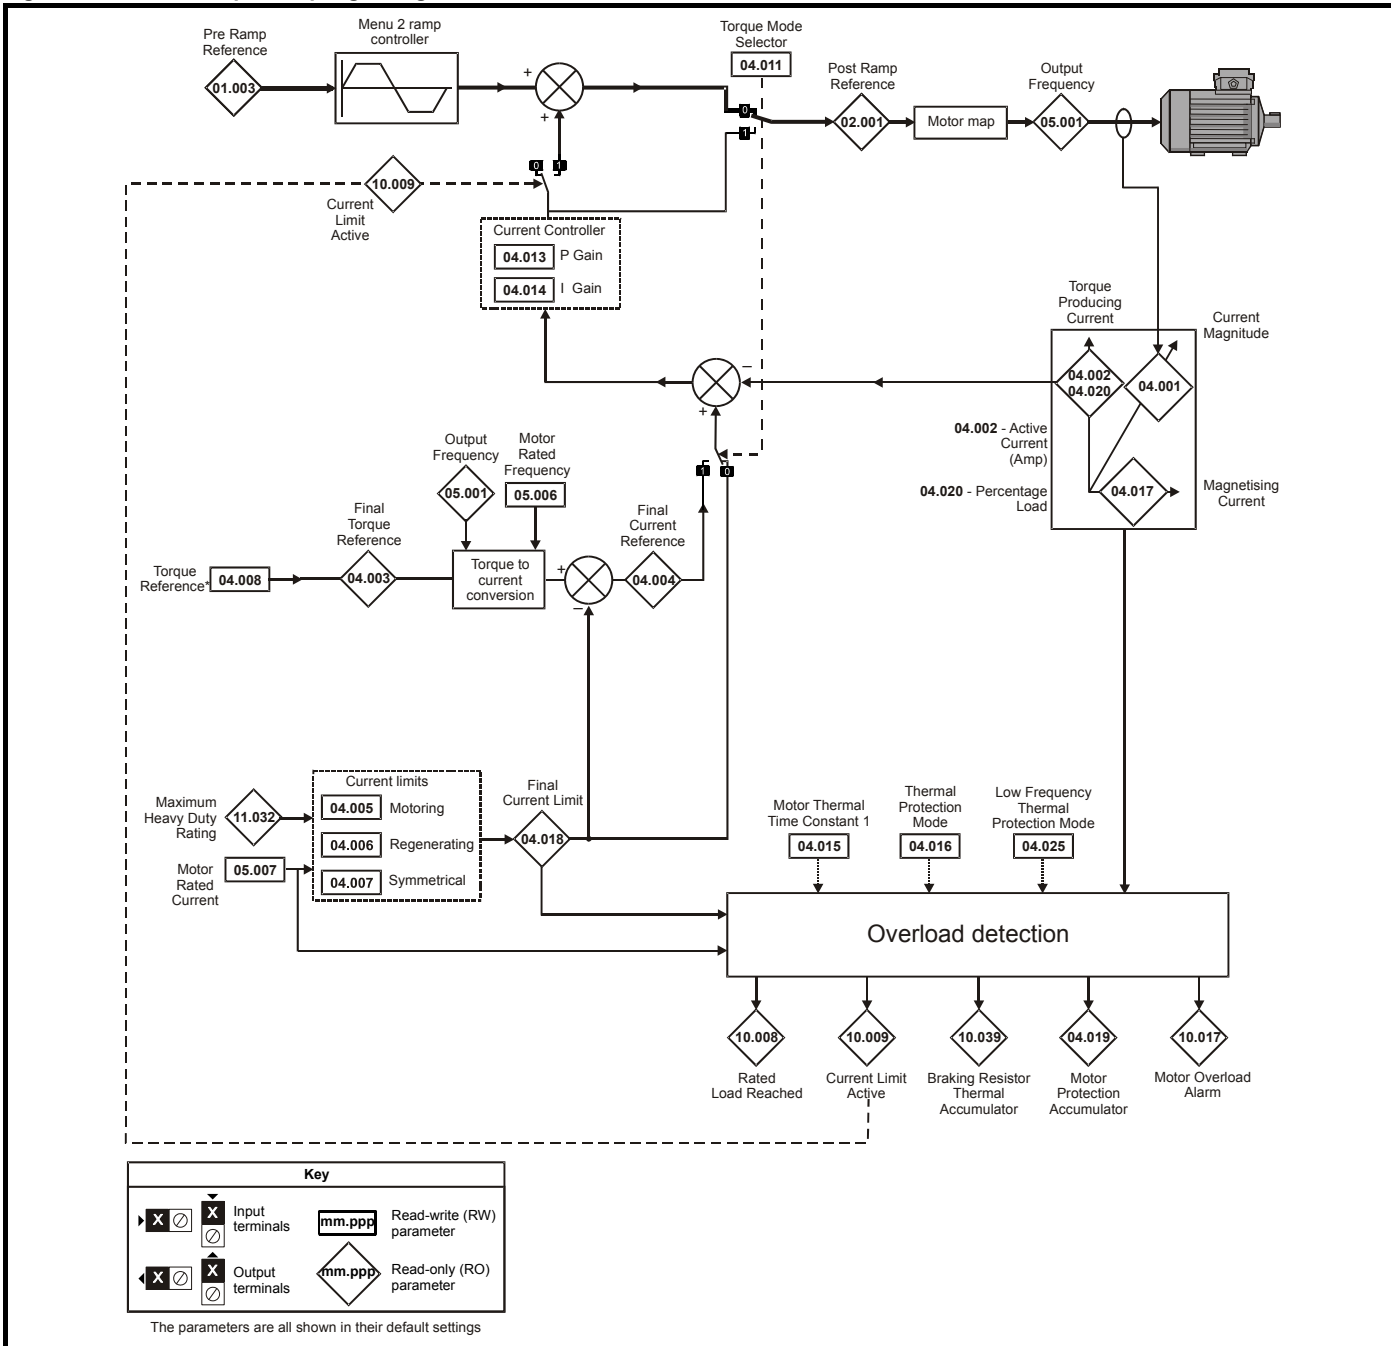 Pre Ramp
Reference
01.003
Menu 2 ramp
controller
+
+
Torque Mode
Selector
04.011
0
1
Post Ramp
Reference
02.001
Motor map
Output
Frequency
05.001
0
1
10.009
Current
Limit
Active
Current Controller
04.013
P Gain
04.014
I Gain
Torque
Producing
Current
Current
Magnitude
04.002
04.020
04.001
–
+
04.002 - Active
Current
(Amp)
04.020 - Percentage
Load
04.017
Magnetising
Current
1
0
Output
Frequency
05.001
Motor
Rated
Frequency
05.006
Final
Torque
Reference
Final
Current
Reference
Torque
Reference*
04.008
04.003
Torque to
current
conversion
+
–
04.004
Maximum
Heavy Duty
Rating
11.032
Motor
Rated
Current
05.007
Current limits
04.005
Motoring
04.006
Regenerating
04.007
Symmetrical
Final
Current Limit
04.018
Motor Thermal
Time Constant 1
04.015
Thermal
Protection
Mode
04.016
Low Frequency
Thermal
Protection Mode
04.025
Overload detection
10.008
10.009
10.039
04.019
10.017
Rated
Load Reached
Current Limit
Active
Braking Resistor
Thermal
Accumulator
Motor
Protection
Accumulator
Motor Overload
Alarm
Key
X
X
Input
terminals
mm.ppp
Read-write (RW)
parameter
X
X
Output
terminals
mm.ppp
Read-only (RO)
parameter
The parameters are all shown in their default settings